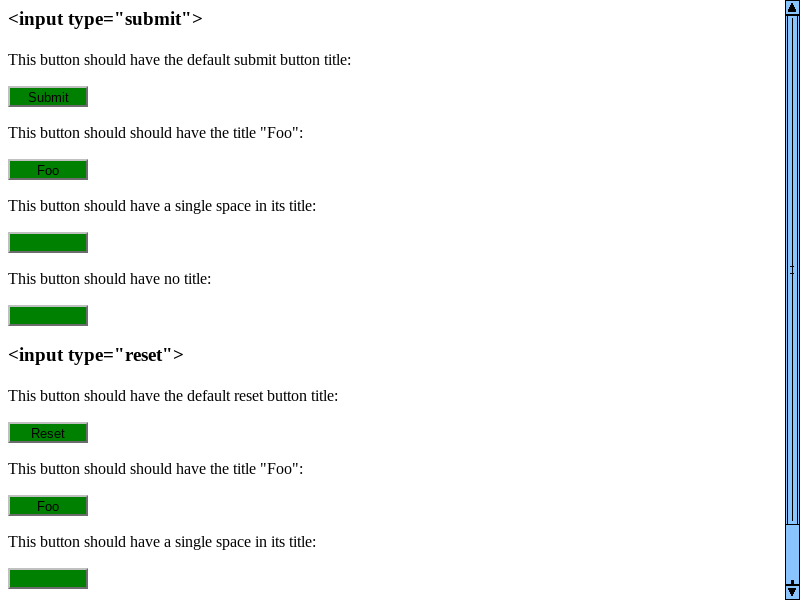 <input type="submit">
This button should have the default submit button title:
Submit
This button should should have the title "Foo":
Foo
This button should have a single space in its title:
This button should have no title:
<input type="reset">
This button should have the default reset button title:
Reset
This button should should have the title "Foo":
Foo
This button should have a single space in its title: